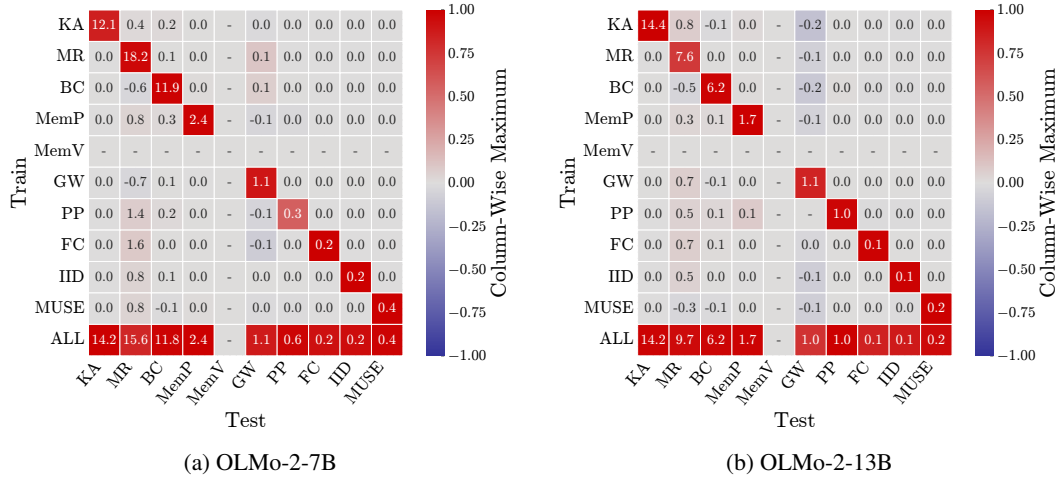 KA 12.1 0.4 0.2 0.0 - 0.0 0.0 0.0 0.0 0.0
MR 0.0 18.2 0.1 0.0 - 0.1 0.0 0.0 0.0 0.0
BC 0.0 -0.6 11.9 0.0 - 0.1 0.0 0.0 0.0 0.0
MemP 0.0 0.8 0.3 2.4 - -0.1 0.0 0.0 0.0 0.0
MemV - - - - - - - - - -
GW 0.0 -0.7 0.1 0.0 - 1.1 0.0 0.0 0.0 0.0
PP 0.0 1.4 0.2 0.0 - -0.1 0.3 0.0 0.0 0.0
FC 0.0 1.6 0.0 0.0 - -0.1 0.0 0.2 0.0 0.0
IID 0.0 0.8 0.1 0.0 - 0.0 0.0 0.0 0.2 0.0
MUSE 0.0 0.8 -0.1 0.0 - 0.0 0.0 0.0 0.0 0.4
ALL 14.2 15.6 11.8 2.4 - 1.1 0.6 0.2 0.2 0.4
KA MR BC MemP MemV GW PP FC IID MUSE
Train
Test
1.00
0.75
0.50
0.25
0.00
−0.25
−0.50
−0.75
−1.00
Column-Wise Maximum
(a) OLMo-2-7B
KA 14.4 0.8 -0.1 0.0 - -0.2 0.0 0.0 0.0 0.0
MR 0.0 7.6 0.1 0.0 - -0.1 0.0 0.0 0.0 0.0
BC 0.0 -0.5 6.2 0.0 - -0.2 0.0 0.0 0.0 0.0
MemP 0.0 0.3 0.1 1.7 - -0.1 0.0 0.0 0.0 0.0
MemV - - - - - - - - - -
GW 0.0 0.7 -0.1 0.0 - 1.1 0.0 0.0 0.0 0.0
PP 0.0 0.5 0.1 0.1 - - 1.0 0.0 0.0 0.0
FC 0.0 0.7 0.1 0.0 - 0.0 0.0 0.1 0.0 0.0
IID 0.0 0.5 0.0 0.0 - -0.1 0.0 0.0 0.1 0.0
MUSE 0.0 -0.3 -0.1 0.0 - -0.1 0.0 0.0 0.0 0.2
ALL 14.2 9.7 6.2 1.7 - 1.0 1.0 0.1 0.1 0.2
KA MR BC MemP MemV GW PP FC IID MUSE
Train
Test
1.00
0.75
0.50
0.25
0.00
−0.25
−0.50
−0.75
−1.00
Column-Wise Maximum
(b) OLMo-2-13B